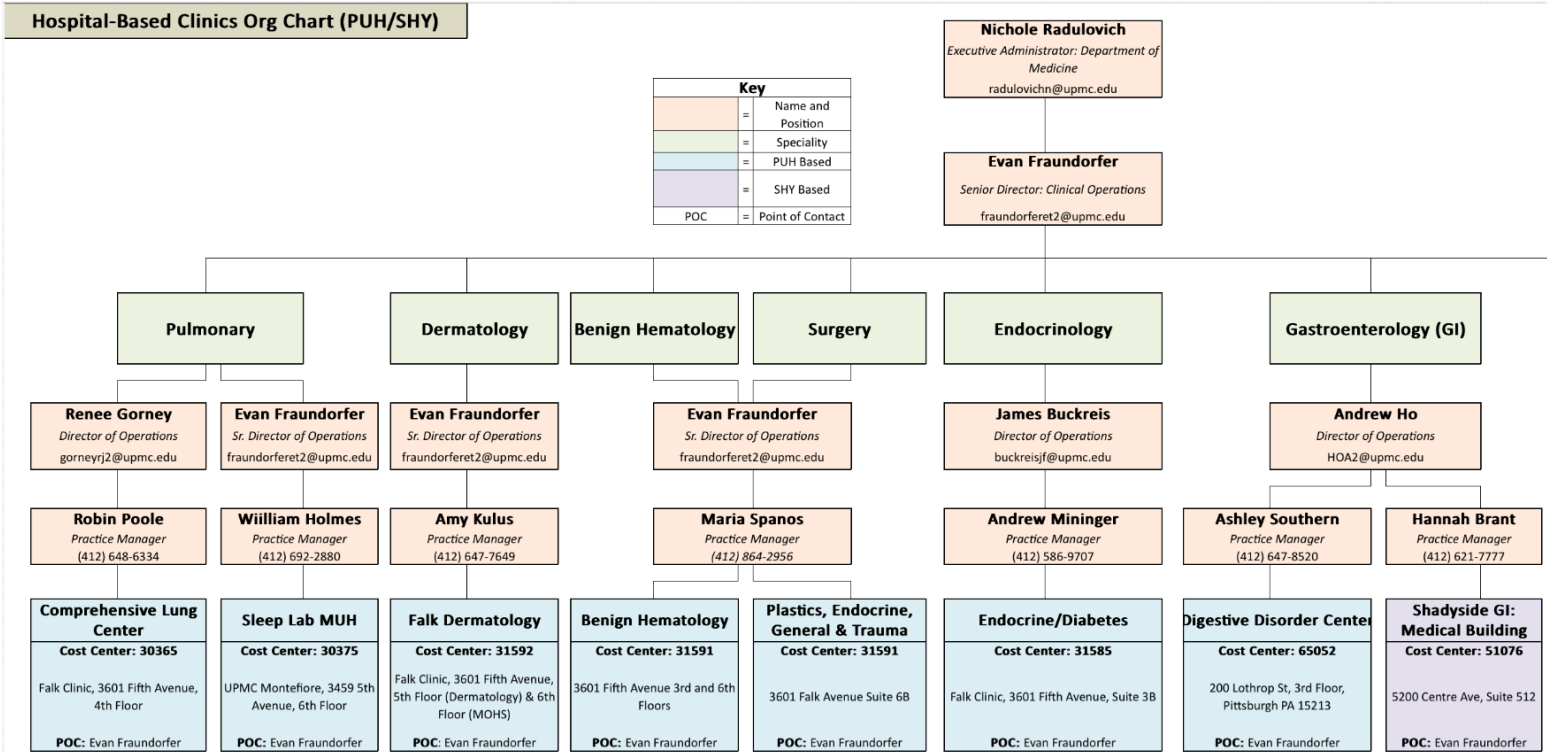 Hospital-Based Clinics Org Chart (PUH/SHY)
Nichole Radulovich
Executive Administrator: Department of
Medicine
radulovichn@upmc.edu
Key
= Name and
Position
= Speciality
= PUH Based
= SHY Based
POC = Point of Contact
Evan Fraundorfer
Senior Director: Clinical Operations
fraundorferet2@upmc.edu
Pulmonary
Dermatology
Benign Hematology
Surgery
Endocrinology
Gastroenterology (GI)
Renee Gorney
Director of Operations
gorneyrj2@upmc.edu
Evan Fraundorfer
Sr. Director of Operations
fraundorferet2@upmc.edu
Evan Fraundorfer
Sr. Director of Operations
fraundorferet2@upmc.edu
Evan Fraundorfer
Sr. Director of Operations
fraundorferet2@upmc.edu
James Buckreis
Director of Operations
buckreisjf@upmc.edu
Andrew Ho
Director of Operations
HOA2@upmc.edu
Robin Poole
Practice Manager
(412) 648-6334
Wiilliam Holmes
Practice Manager
(412) 692-2880
Amy Kulus
Practice Manager
(412) 647-7649
Maria Spanos
Practice Manager
(412) 864-2956
Andrew Mininger
Practice Manager
(412) 586-9707
Ashley Southern
Practice Manager
(412) 647-8520
Hannah Brant
Practice Manager
(412) 621-7777
Comprehensive Lung
Center
Cost Center: 30365
Falk Clinic, 3601 Fifth Avenue,
4th Floor
POC: Evan Fraundorfer
Sleep Lab MUH
Cost Center: 30375
UPMC Montefiore, 3459 5th
Avenue, 6th Floor
POC: Evan Fraundorfer
Falk Dermatology
Cost Center: 31592
Falk Clinic, 3601 Fifth Avenue,
5th Floor (Dermatology) & 6th
Floor (MOHS)
POC: Evan Fraundorfer
Benign Hematology
Cost Center: 31591
3601 Fifth Avenue 3rd and 6th
Floors
POC: Evan Fraundorfer
Plastics, Endocrine,
General & Trauma
Cost Center: 31591
3601 Falk Avenue Suite 6B
POC: Evan Fraundorfer
Endocrine/Diabetes
Cost Center: 31585
Falk Clinic, 3601 Fifth Avenue, Suite 3B
POC: Evan Fraundorfer
Digestive Disorder Center
Cost Center: 65052
200 Lothrop St, 3rd Floor,
Pittsburgh PA 15213
POC: Evan Fraundorfer
Shadyside GI:
Medical Building
Cost Center: 51076
5200 Centre Ave, Suite 512
POC: Evan Fraundorfer